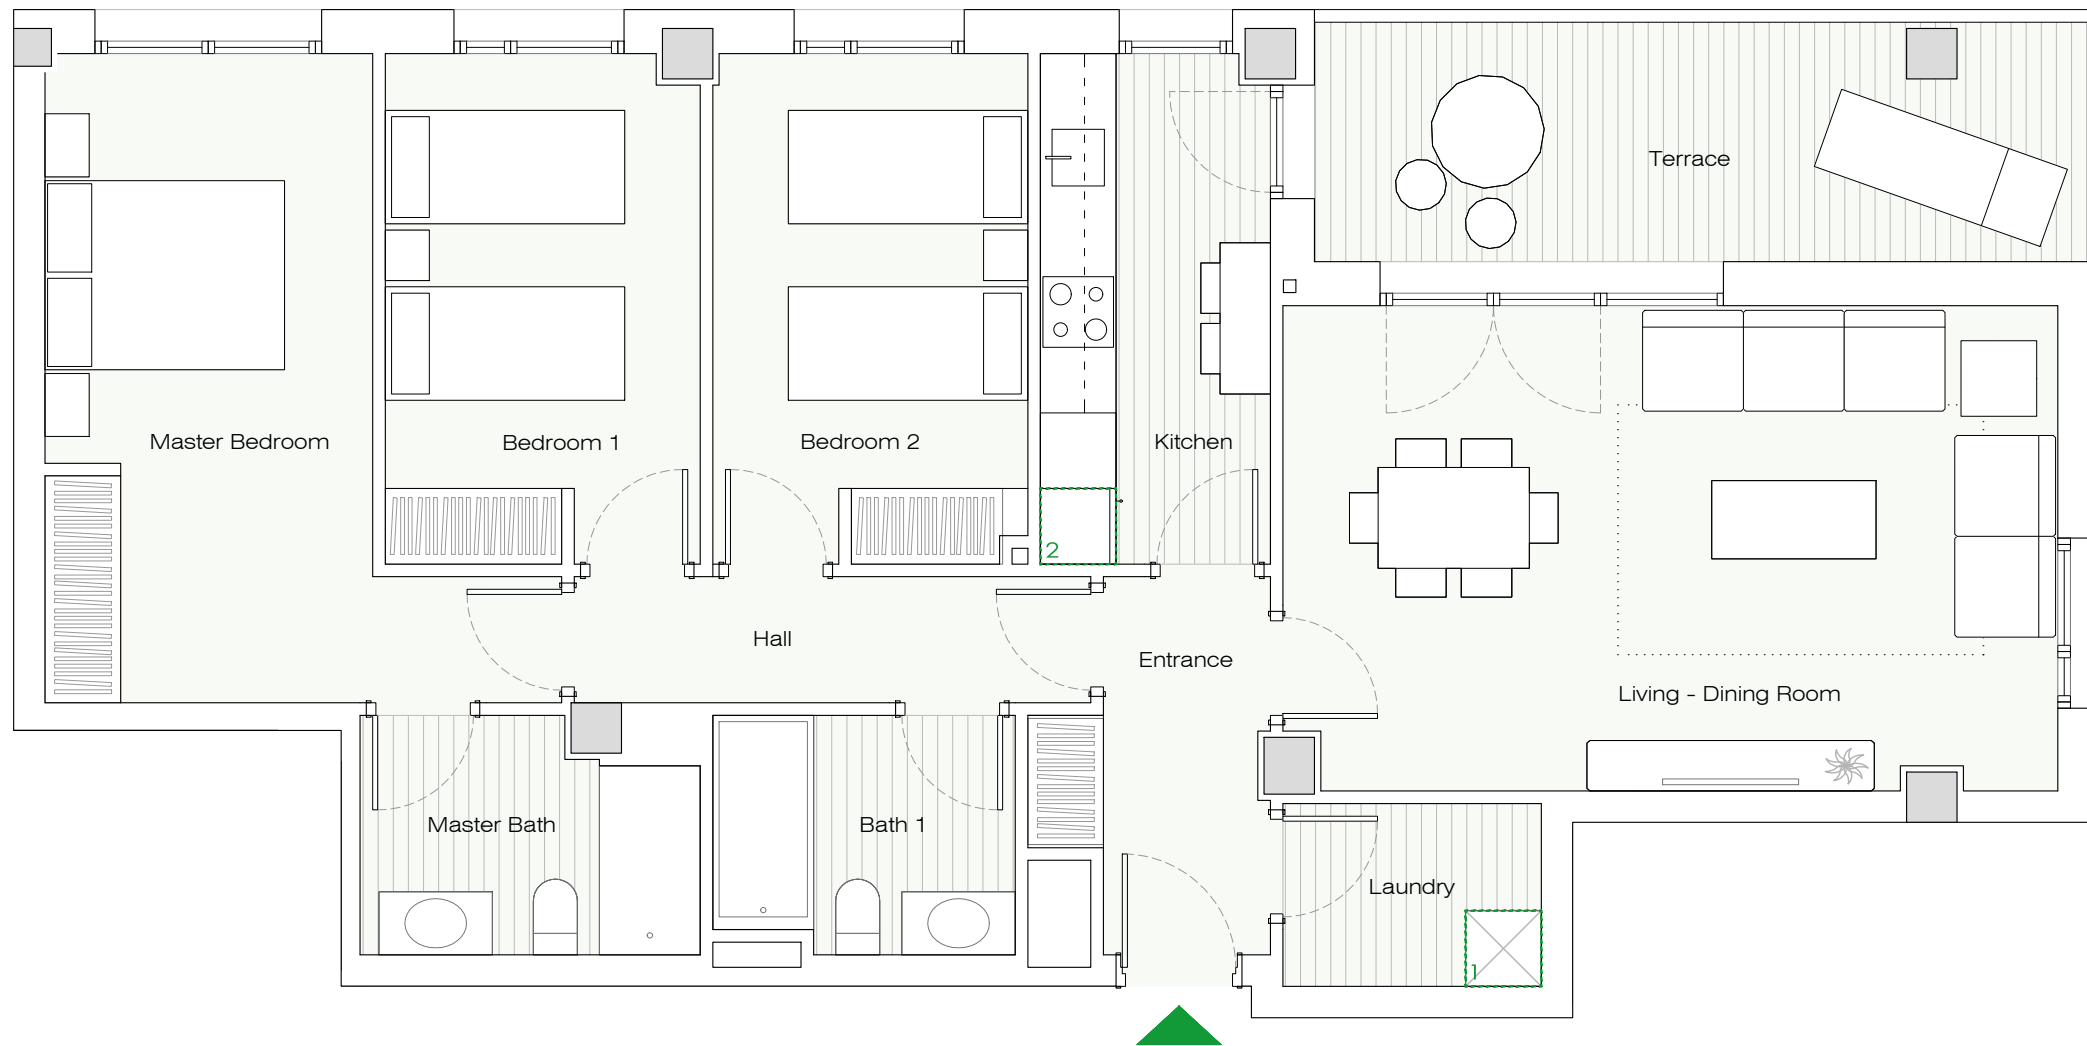 Terrace
Master Bedroom
Bedroom 1
Bedroom 2
Kitchen
2
Hall
Entrance
Living - Dining Room
Master Bath
Bath 1
Laundry
1